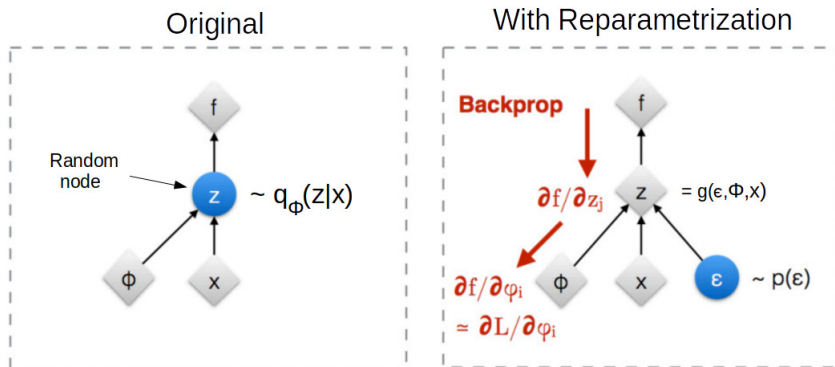 Original
f
Random
node
z
~ qΦ(z|x)
Φ
x
With Reparametrization
Backprop
f
∂f/∂zj
z
= g(ϵ,Φ,x)
∂f/∂φi
≃ ∂L/∂φi
Φ
x
ε
~ p(ε)